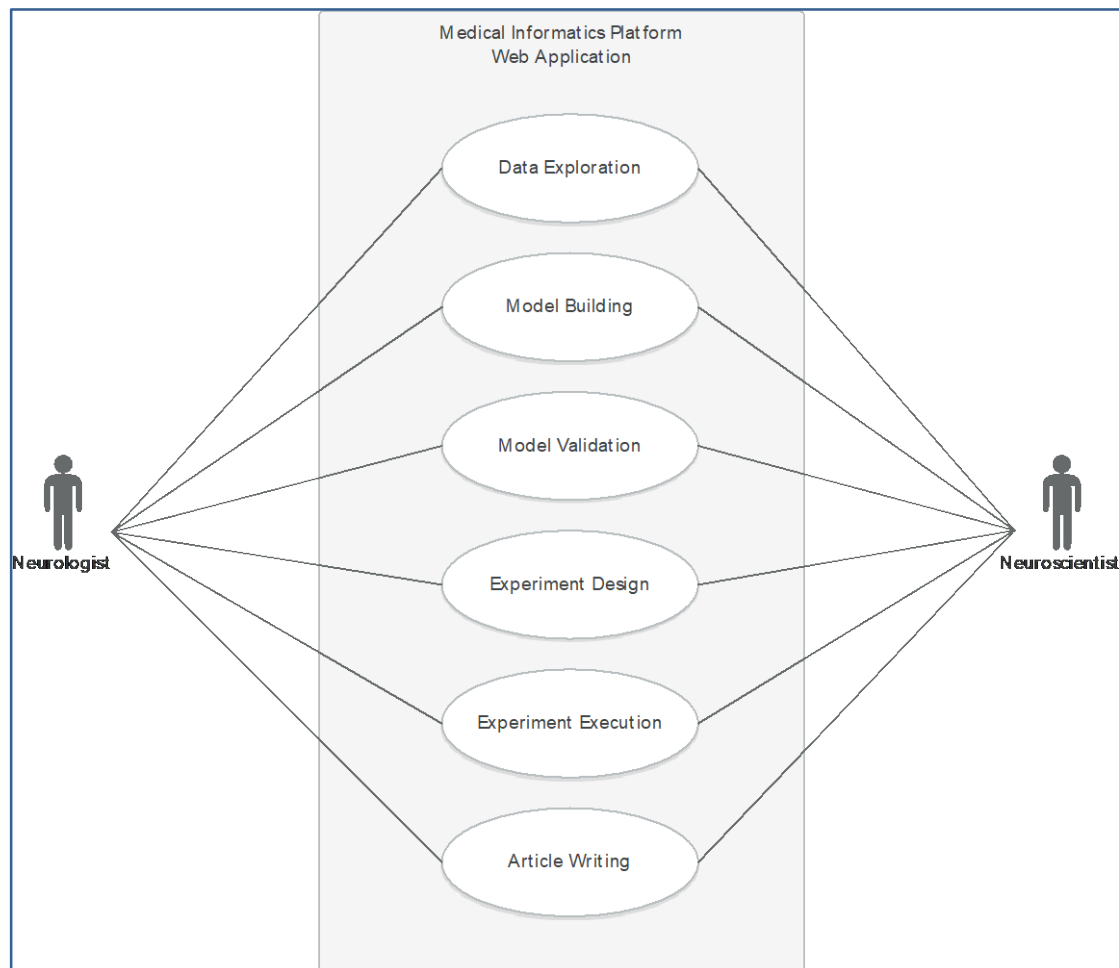 Medical Informatics Platform
Web Application
Data Exploration
Model Building
Model Validation
Neurologist
Neuroscientist
Experiment Design
Experiment Execution
Article Writing